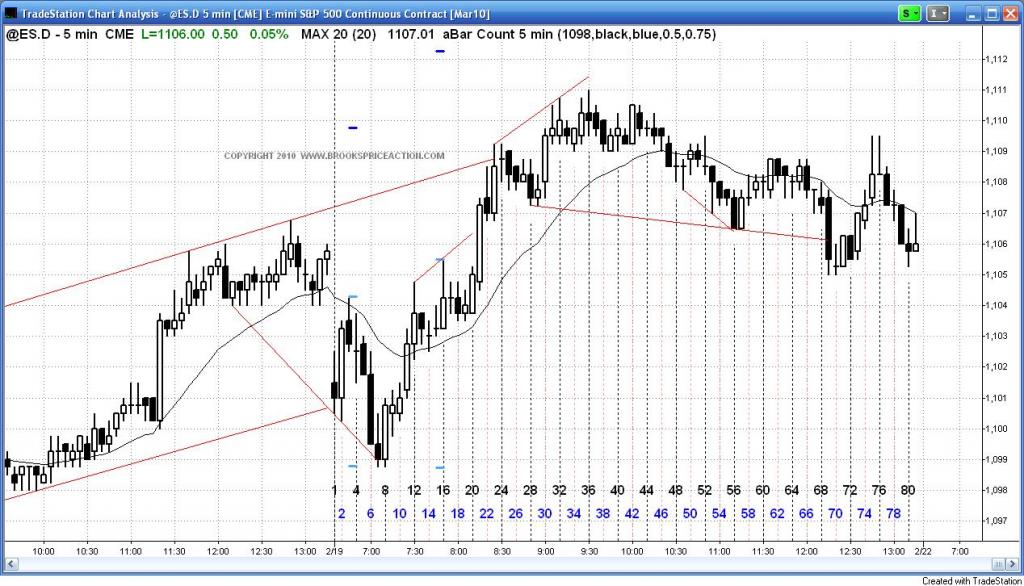 TradeStation Chart Analysis - @ES.D 5 min [CME] E-mini S&P 500 Continuous Contract [Mar10]
S
I
@ES.D - 5 min CME L=1106.00 0.50 0.05% MAX 20 (20) 1107.01 aBar Count 5 min (1098,black,blue,0.5,0.75)
1,112
1,111
1,110
1,109
COPYRIGHT 2010 WWW.BROOKSPRICEACTION.COM
1,108
1,107
1,106
1,105
1,104
1,103
1,102
1,101
1,100
1,099
1,098
1,097
1 4 8 12 16 20 24 28 32 36 40 44 48 52 56 60 64 68 72 76 80
2 6 10 14 18 22 26 30 34 38 42 46 50 54 58 62 66 70 74 78
10:00 10:30 11:00 11:30 12:00 12:30 13:00 2/19 7:00 7:30 8:00 8:30 9:00 9:30 10:00 10:30 11:00 11:30 12:00 12:30 13:00 2/22 7:00
Created with TradeStation